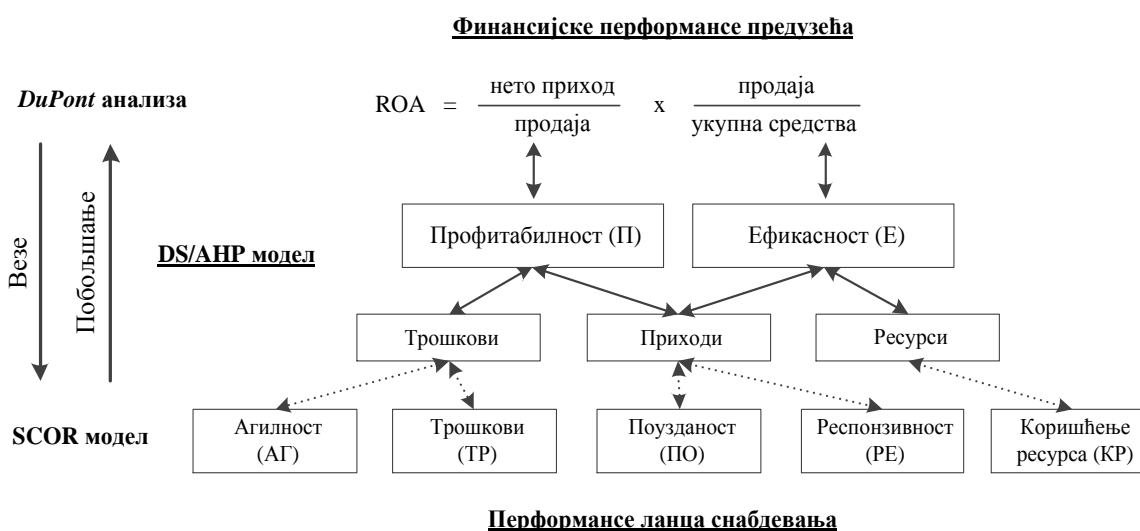 Финансијске перформансе предузећа
DuPont анализа
ROA = нето приход x продаја
продаја укупна средства
Везе
Побољшање
Профитабилност (П)
Ефикасност (Е)
DS/AHP модел
Трошкови
Приходи
Ресурси
SCOR модел
Агилност
(АГ)
Трошкови
(ТР)
Поузданост
(ПО)
Респонзивност
(РЕ)
Коришћење
ресурса (КР)
Перформансе ланца снабдевања